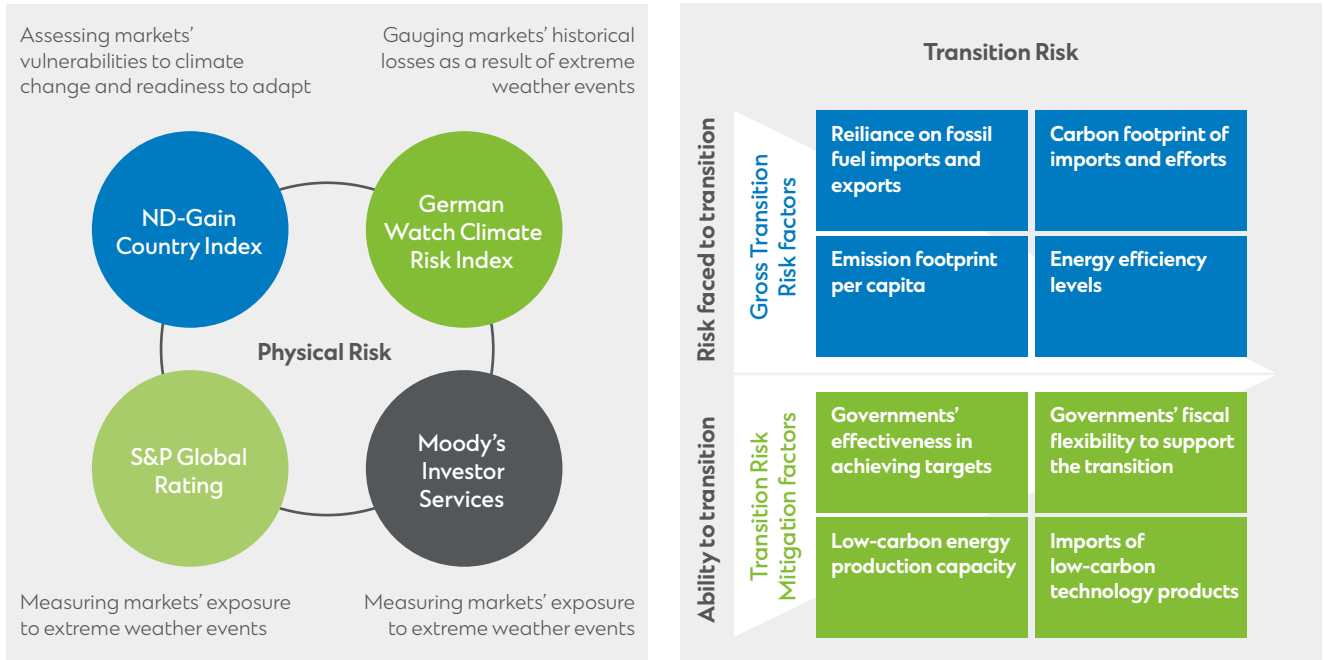 Assessing markets’
vulnerabilities to climate
change and readiness to adapt
Gauging markets’ historical
losses as a result of extreme
weather events
ND-Gain
Country Index
German
Watch Climate
Risk Index
Physical Risk
S&P Global
Rating
Moody’s
Investor
Services
Measuring markets’ exposure
to extreme weather events
Measuring markets’ exposure
to extreme weather events
Transition Risk
Risk faced to transition
Gross Transition
Risk factors
Reiliance on fossil
fuel imports and
exports
Carbon footprint of
imports and efforts
Emission footprint
per capita
Energy efficiency
levels
Ability to transition
Transition Risk
Mitigation factors
Governments’
effectiveness in
achieving targets
Governments’ fiscal
flexibility to support
the transition
Low-carbon energy
production capacity
Imports of
low-carbon
technology products